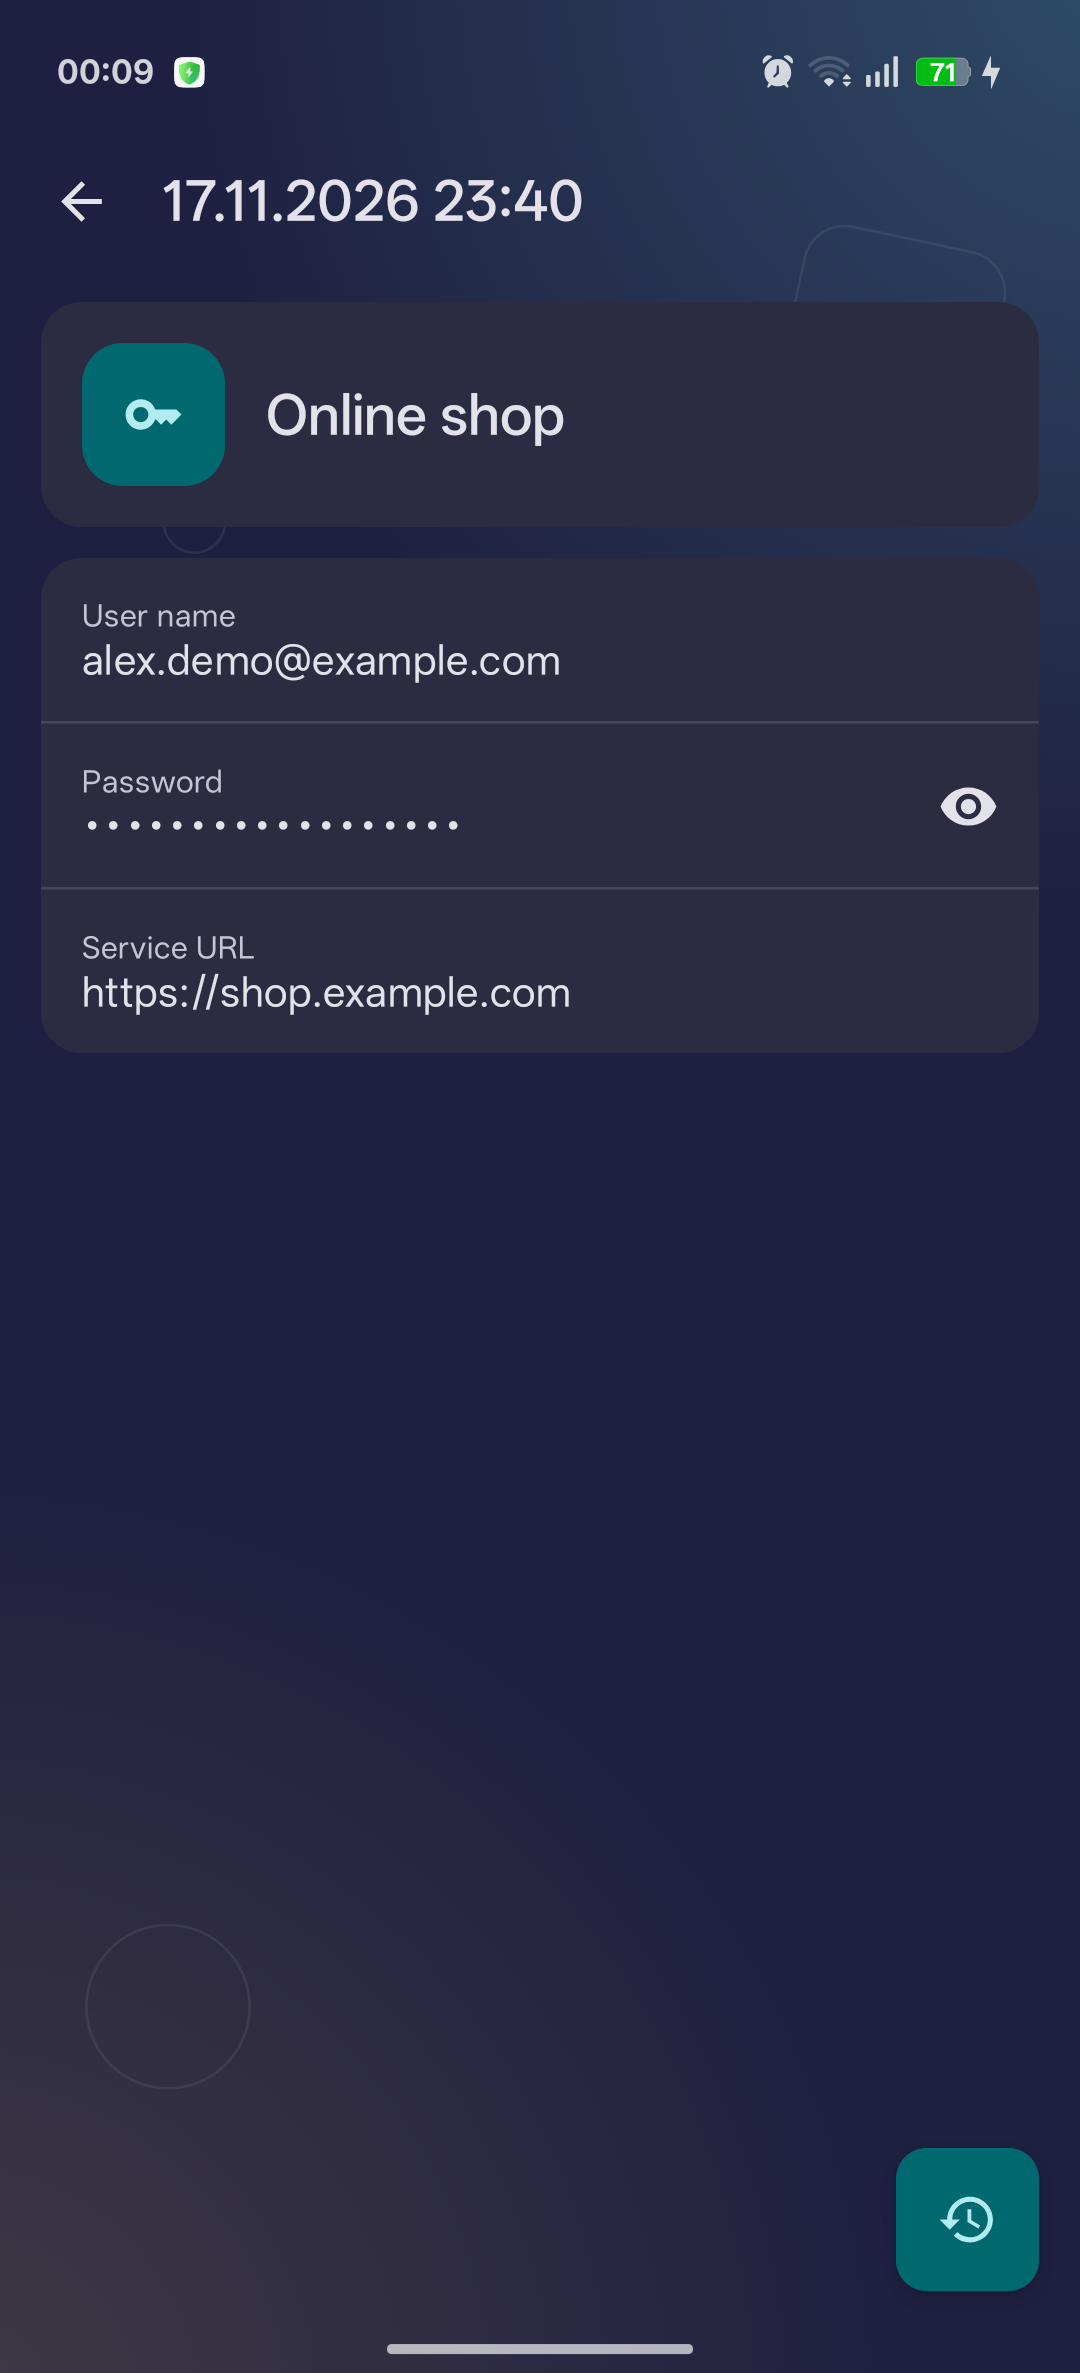 00:09
71
17.11.2026 23:40
Online shop
User name
alex.demo@example.com
Password
••••••••••••••••••
Service URL
https://shop.example.com